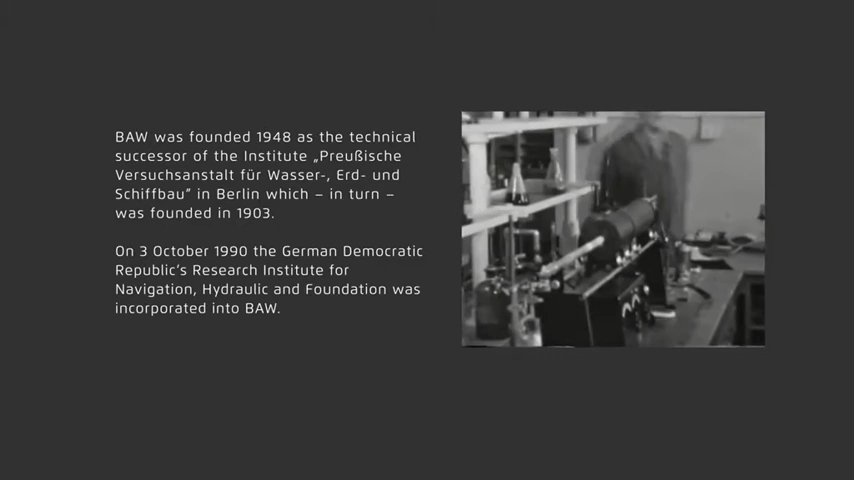 BAW was founded 1948 as the technical
successor of the Institute „Preußische
Versuchsanstalt für Wasser-, Erd- und
Schiffbau” in Berlin which – in turn –
was founded in 1903.
On 3 October 1990 the German Democratic
Republic's Research Institute for
Navigation, Hydraulic and Foundation was
incorporated into BAW.